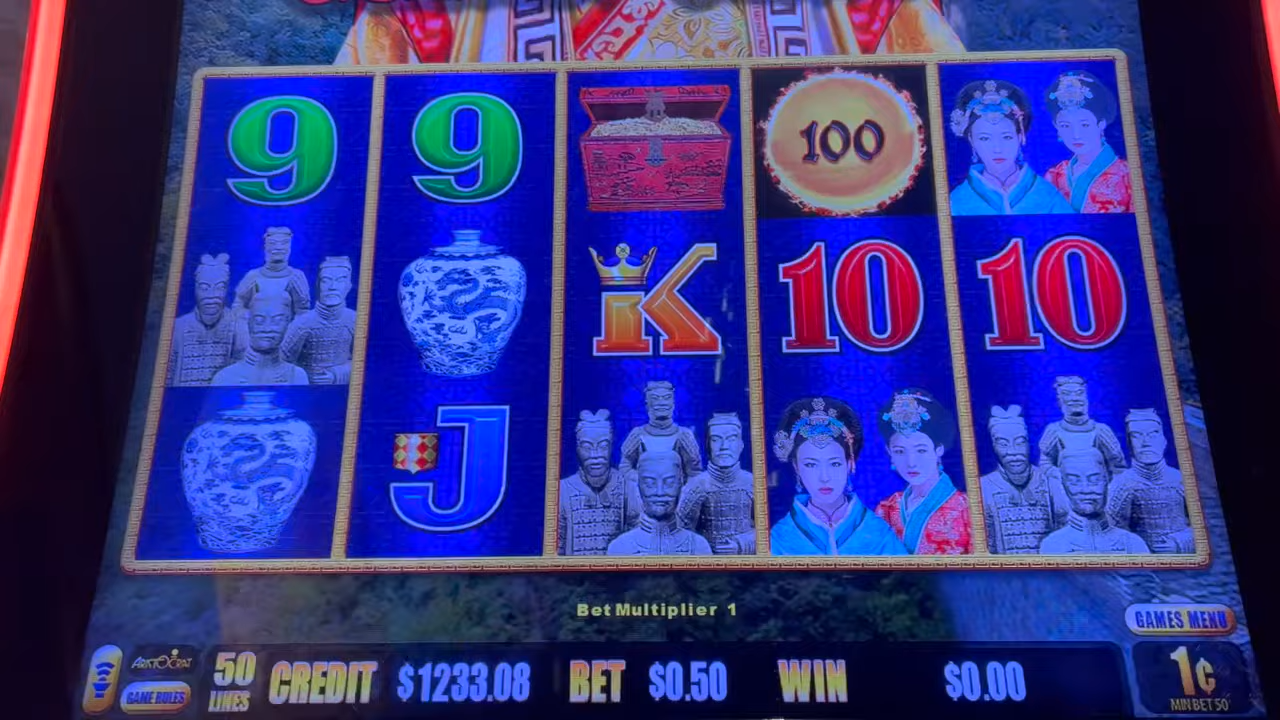 9 9 100
K 10 10
J
Bet Multiplier 1
GAMES MENU
ARISTOCRAT
GAME RULES
50 LINES
CREDIT $1233.08 BET $0.50 WIN $0.00
1¢
MIN BET 50